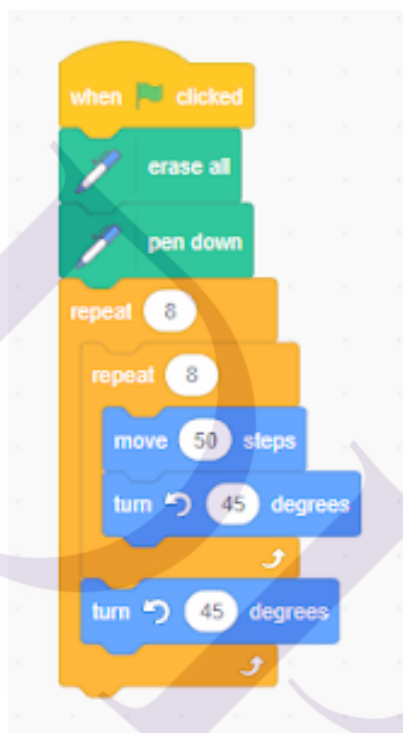 when clicked
erase all
pen down
repeat 8
repeat 8
move 50 steps
turn 45 degrees
turn 45 degrees